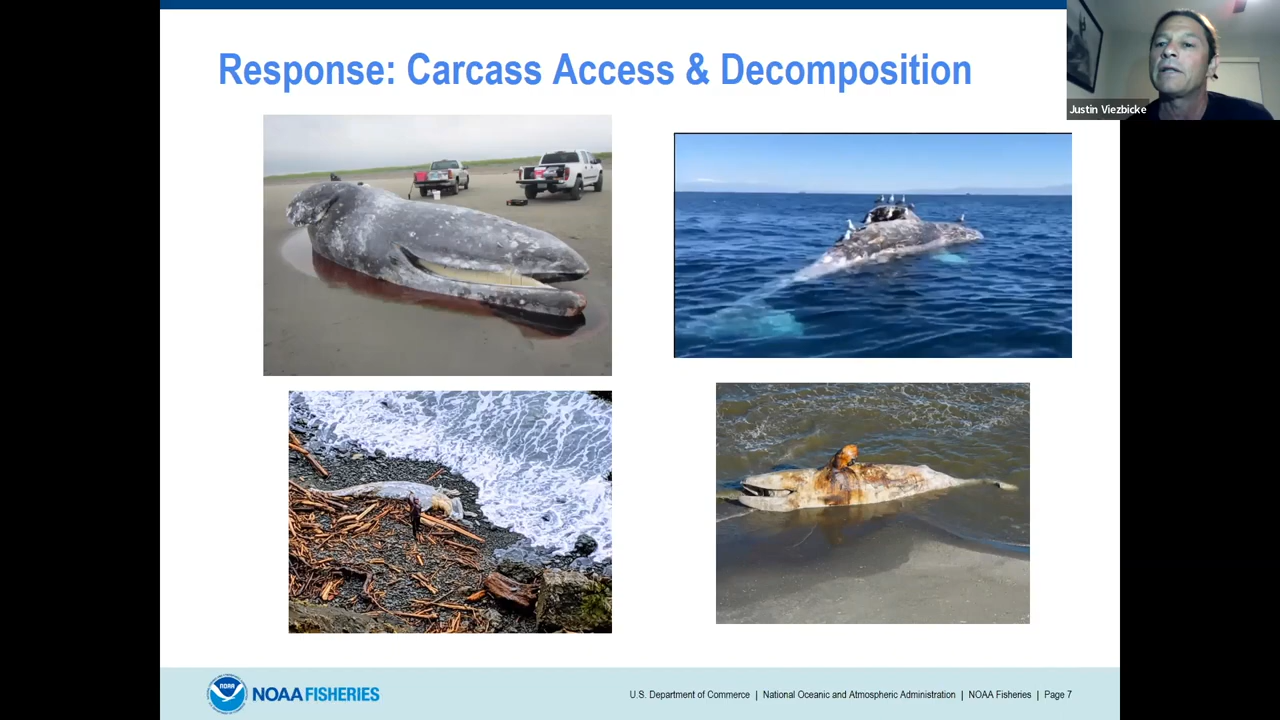 Response: Carcass Access & Decomposition
Justin Viezbicke
NOAA
NOAA FISHERIES
U.S. Department of Commerce | National Oceanic and Atmospheric Administration | NOAA Fisheries | Page 7